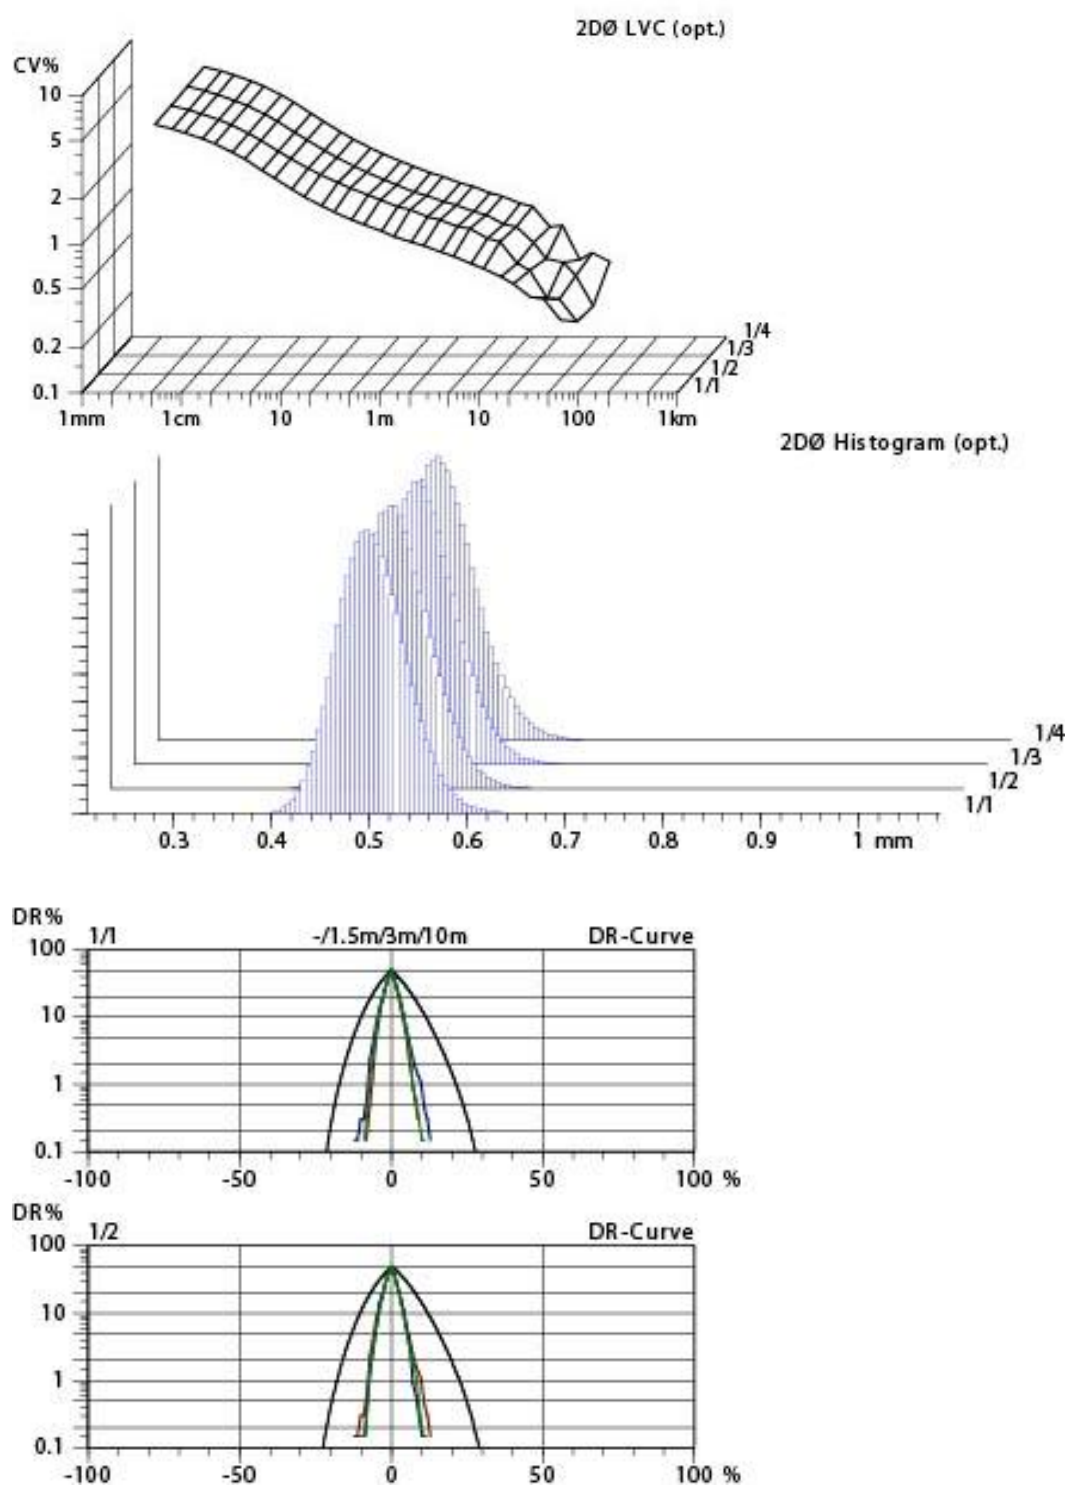 2DØ LVC (opt.)
CV%
10
5
2
1
0.5
0.2
0.1
1/4
1/3
1/2
1/1
1mm 1cm 10 1m 10 100 1km
2DØ Histogram (opt.)
1/4
1/3
1/2
1/1
0.3 0.4 0.5 0.6 0.7 0.8 0.9 1 mm
DR%
1/1 -/1.5m/3m/10m DR-Curve
100
10
1
0.1
-100 -50 0 50 100 %
DR%
1/2 DR-Curve
100
10
1
0.1
-100 -50 0 50 100 %